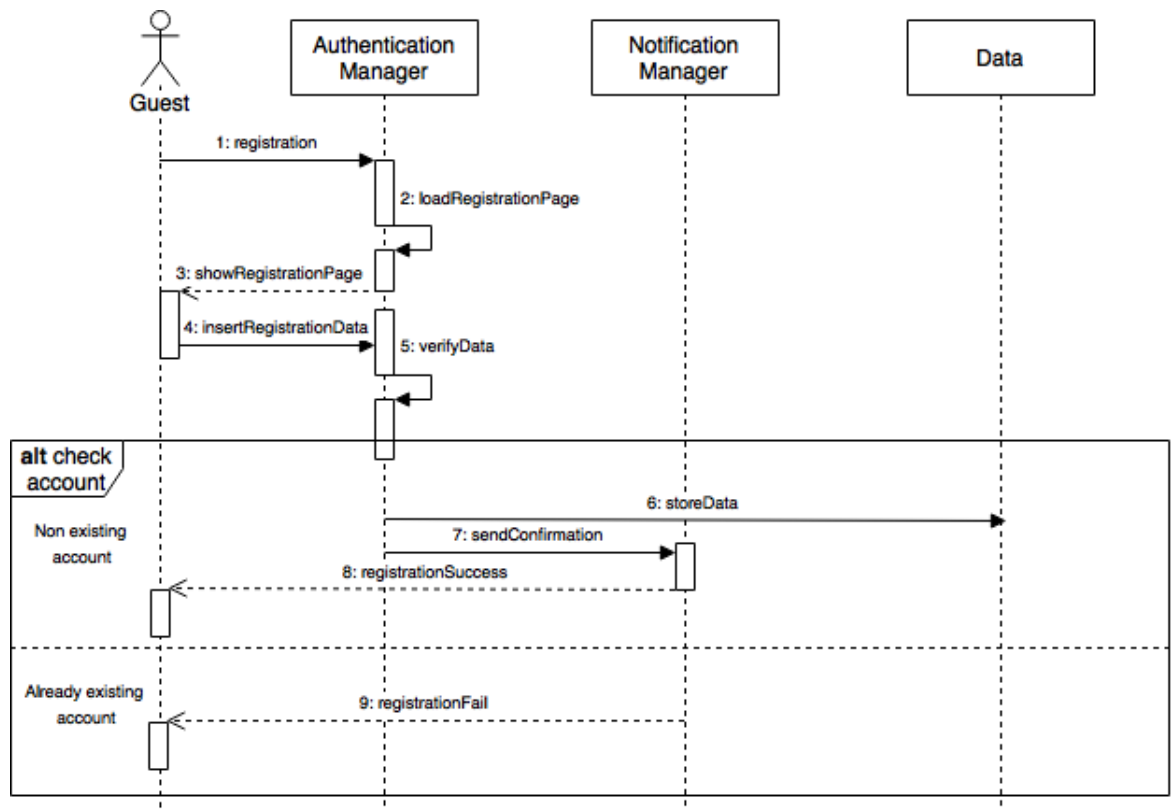 Guest
Authentication
Manager
Notification
Manager
Data
1: registration
2: loadRegistrationPage
3: showRegistrationPage
4: insertRegistrationData
5: verifyData
alt check
account
6: storeData
Non existing
account
7: sendConfirmation
8: registrationSuccess
Already existing
account
9: registrationFail